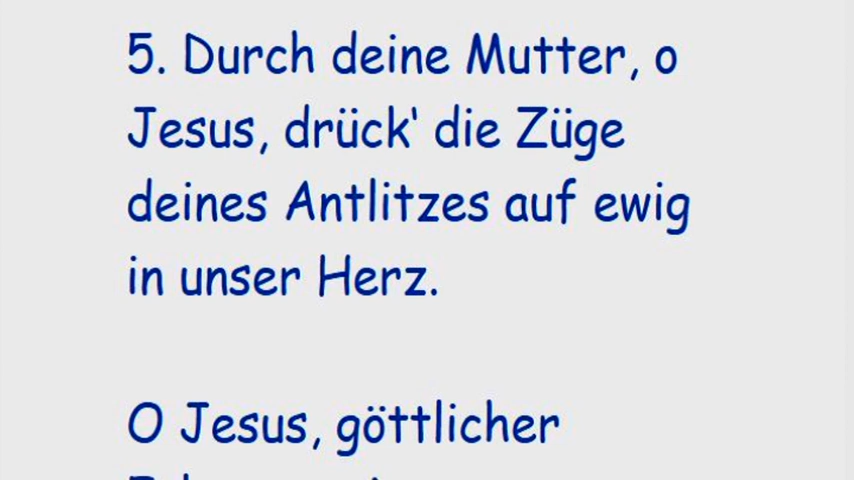 5. Durch deine Mutter, o
Jesus, drück' die Züge
deines Antlitzes auf ewig
in unser Herz.
O Jesus, göttlicher